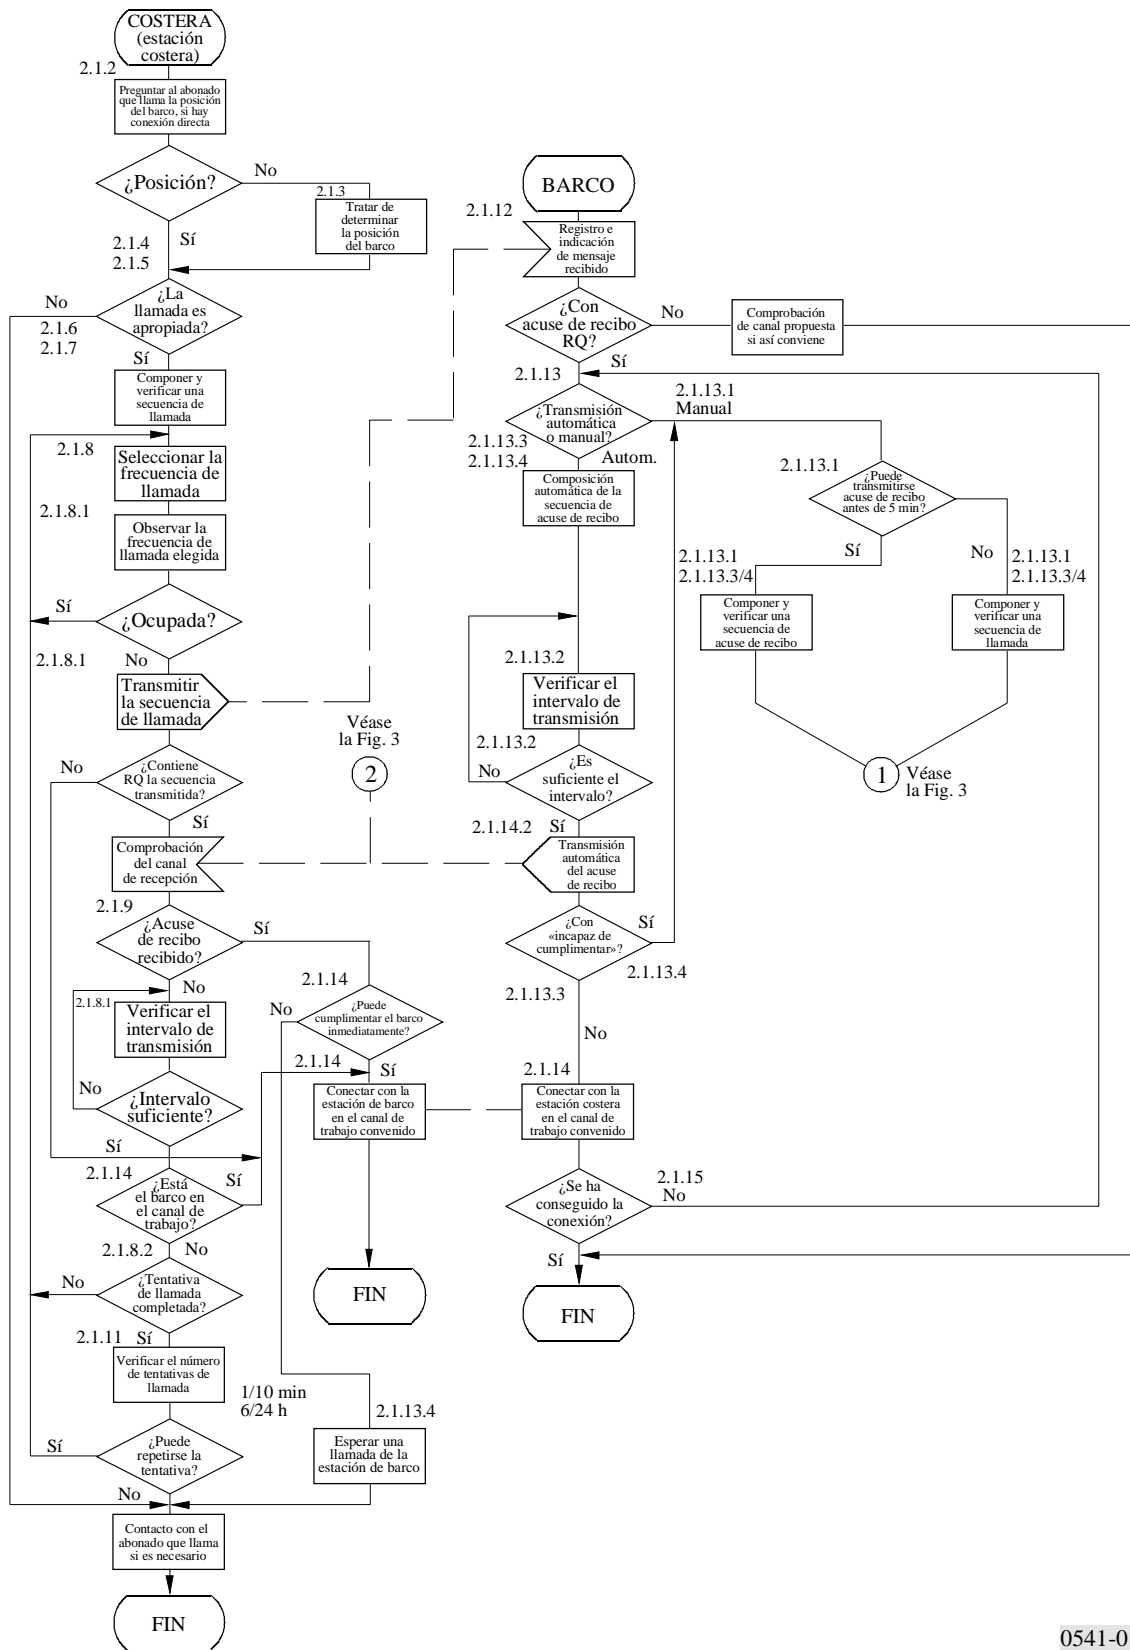 COSTERA
(estación
costera)
2.1.2
Preguntar al abonado
que llama la posición
del barco, si hay
conexión directa
¿Posición?
No
2.1.3
Tratar de
determinar
la posición
del barco
Sí
2.1.4
2.1.5
¿La
llamada es
apropiada?
No
2.1.6
2.1.7
Sí
Componer y
verificar una
secuencia de
llamada
2.1.8
Seleccionar la
frecuencia de
llamada
2.1.8.1
Observar la
frecuencia de
llamada elegida
Sí
¿Ocupada?
2.1.8.1
No
Transmitir
la secuencia
de llamada
No
¿Contiene
RQ la secuencia
transmitida?
Sí
Comprobación
del canal
de recepción
2.1.9
¿Acuse
de recibo
recibido?
Sí
No
2.1.8.1
Verificar el
intervalo de
transmisión
No
¿Intervalo
suficiente?
Sí
2.1.14
¿Está
el barco en
el canal de
trabajo?
Sí
2.1.8.2
No
No
¿Tentativa
de llamada
completada?
2.1.11
Sí
Verificar el número
de tentativas de
llamada
Sí
¿Puede
repetirse la
tentativa?
No
Contacto con el
abonado que llama
si es necesario
FIN
2.1.14
No
¿Puede
cumplimentar el barco
inmediatamente?
2.1.14
Sí
Conectar con la
estación de barco
en el canal de
trabajo convenido
FIN
1/10 min
6/24 h
2.1.13.4
Esperar una
llamada de la
estación de barco
Véase
la Fig. 3
2
BARCO
2.1.12
Registro e
indicación
de mensaje
recibido
¿Con
acuse de recibo
RQ?
No
Comprobación
de canal propuesta
si así conviene
Sí
2.1.13
¿Transmisión
automática
o manual?
2.1.13.1
Manual
2.1.13.3
2.1.13.4
Autom.
Composición
automática de la
secuencia de
acuse de recibo
2.1.13.1
¿Puede
transmitirse
acuse de recibo
antes de 5 min?
Sí
No
2.1.13.1
2.1.13.3/4
2.1.13.1
2.1.13.3/4
Componer y
verificar una
secuencia de
acuse de recibo
Componer y
verificar una
secuencia de
llamada
1
Véase
la Fig. 3
2.1.13.2
Verificar el
intervalo de
transmisión
2.1.13.2
No
¿Es
suficiente el
intervalo?
2.1.14.2
Sí
Transmisión
automática
del acuse
de recibo
¿Con
«incapaz de
cumplimentar»?
Sí
2.1.13.4
2.1.13.3
No
2.1.14
Conectar con la
estación costera
en el canal de
trabajo convenido
¿Se ha
conseguido la
conexión?
2.1.15
No
Sí
FIN
0541-0